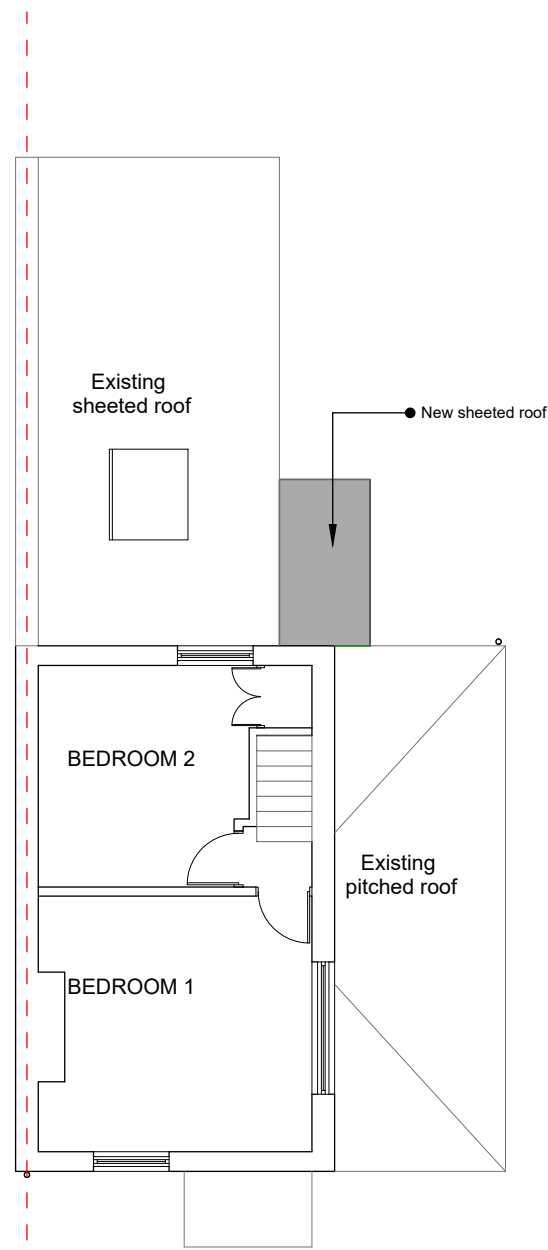 Existing
sheeted roof
New sheeted roof
BEDROOM 2
Existing
pitched roof
BEDROOM 1